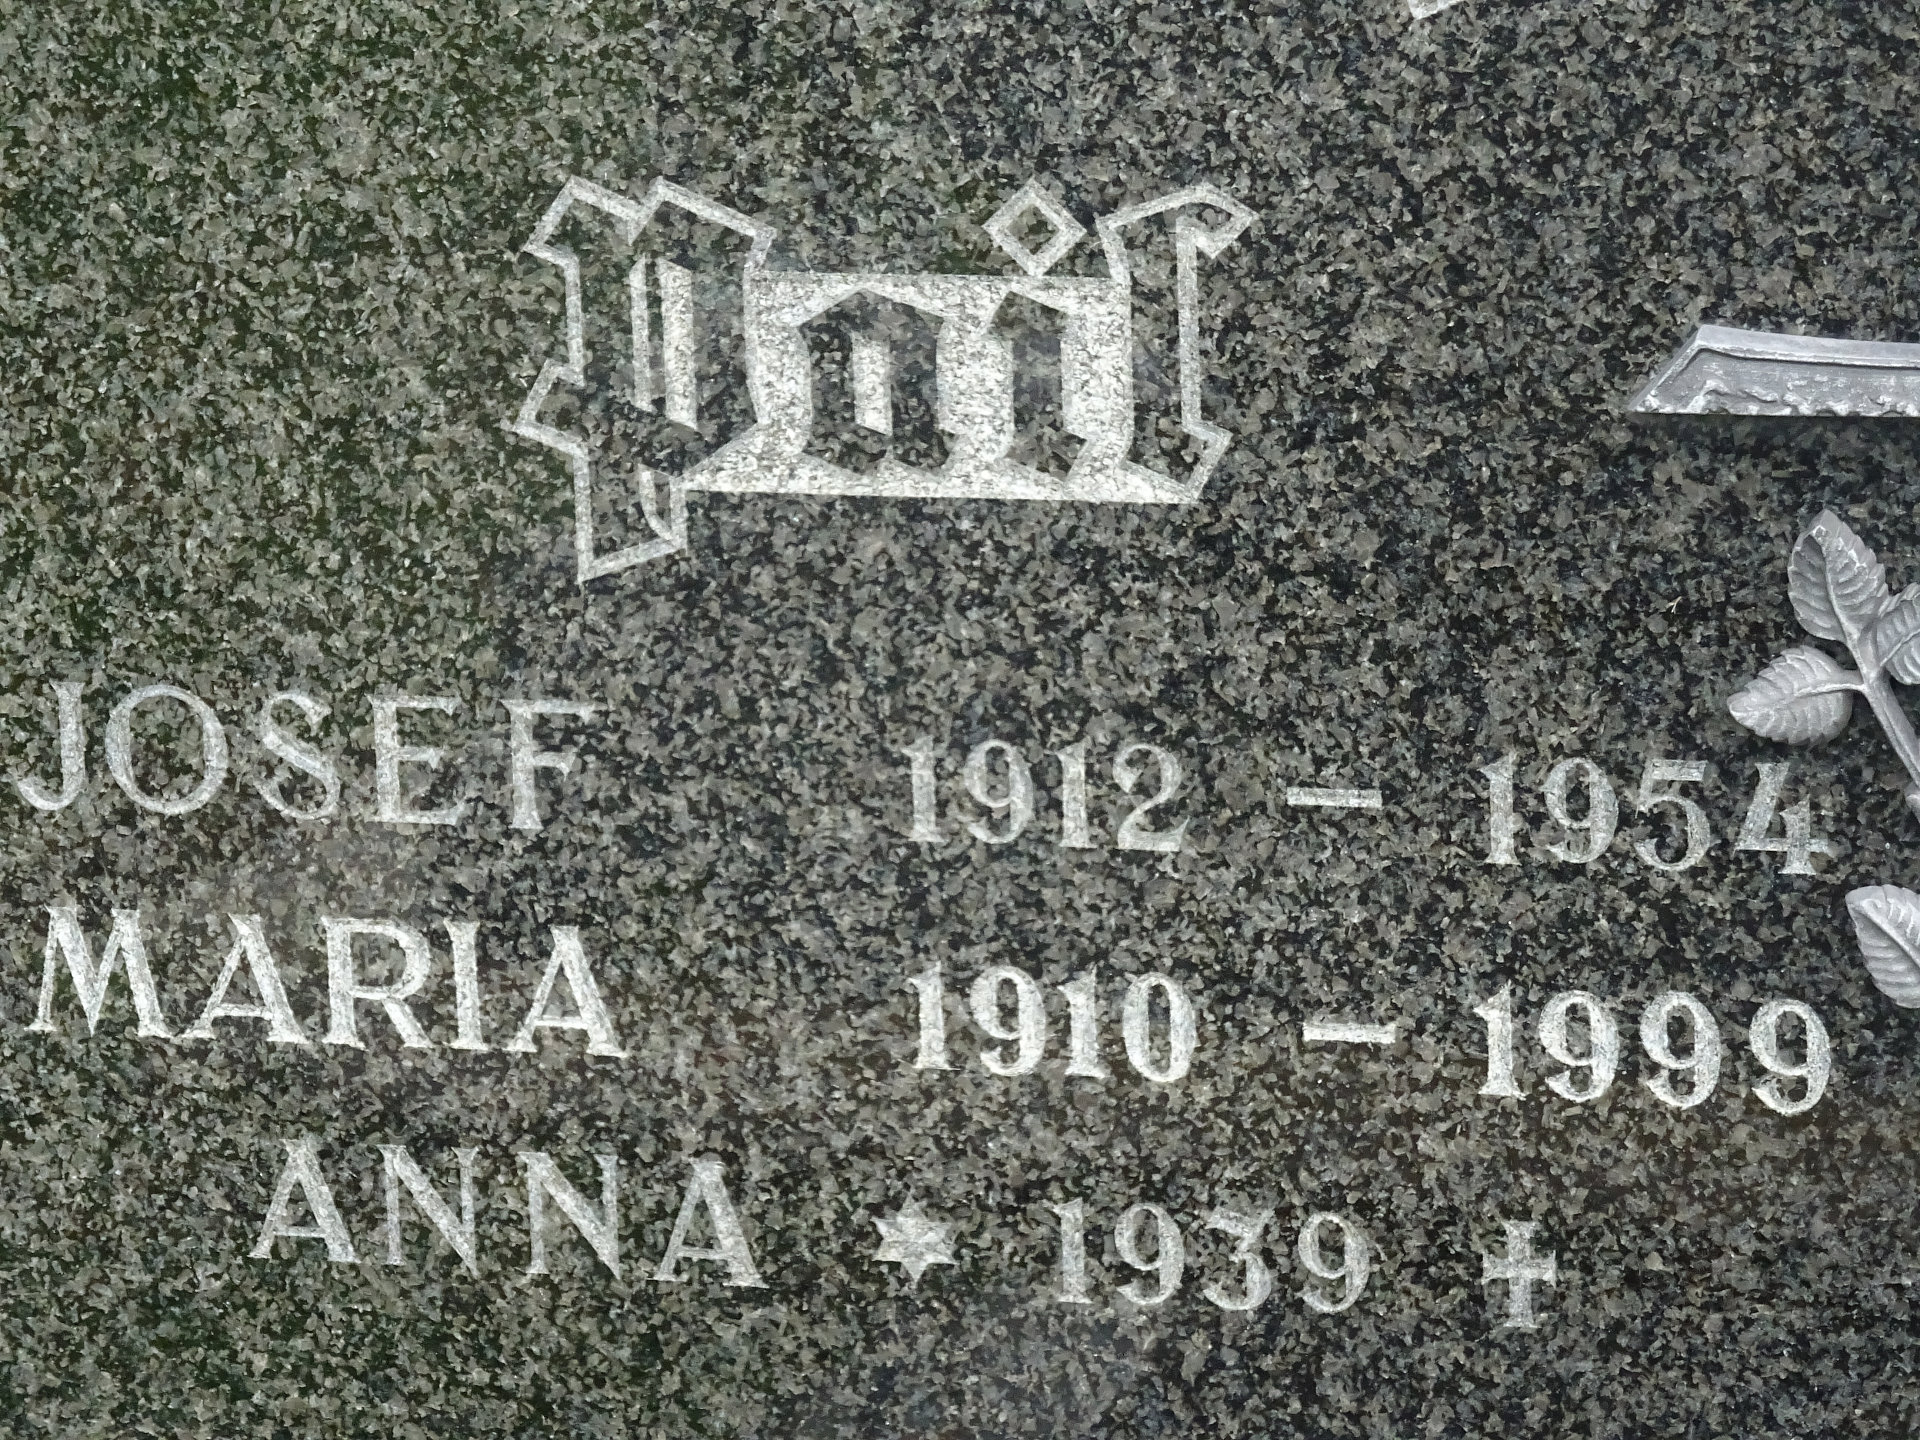 JOSEF 1912 – 1954
MARIA 1910 – 1999
ANNA ✶ 1939 ✝